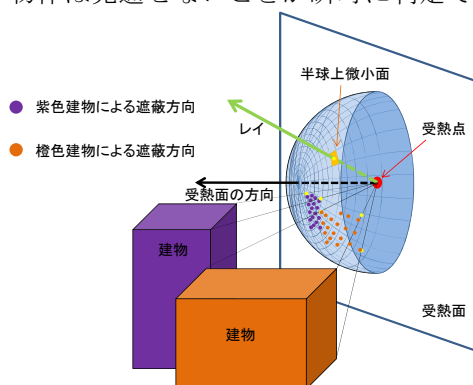 半球上微小面
紫色建物による遮蔽方向
レイ
受熱点
橙色建物による遮蔽方向
受熱面の方向
建物
建物
受熱面